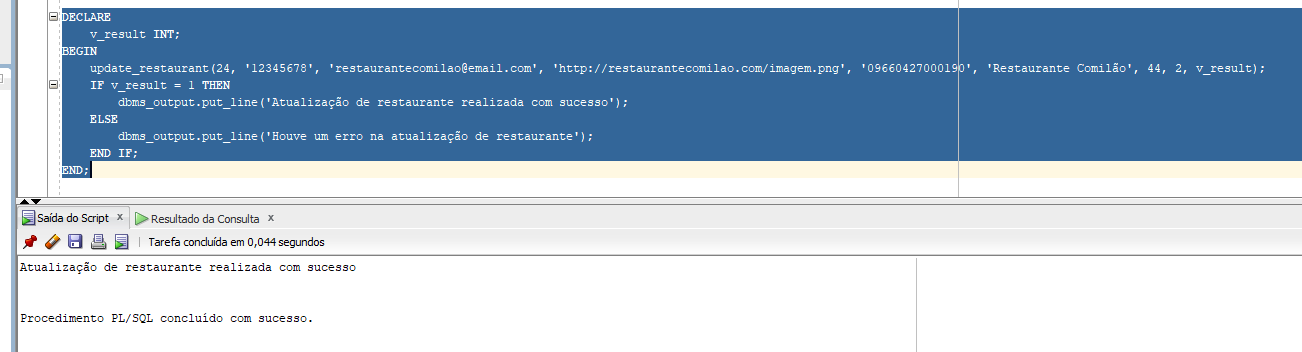 DECLARE
v_result INT;
BEGIN
update_restaurant(24, '12345678', 'restaurantecomilao@email.com', 'http://restaurantecomilao.com/imagem.png', '09660427000190', 'Restaurante Comilão', 44, 2, v_result);
IF v_result = 1 THEN
dbms_output.put_line('Atualização de restaurante realizada com sucesso');
ELSE
dbms_output.put_line('Houve um erro na atualização de restaurante');
END IF;
END;
Saída do Script x Resultado da Consulta x
Tarefa concluída em 0,044 segundos
Atualização de restaurante realizada com sucesso
Procedimento PL/SQL concluído com sucesso.